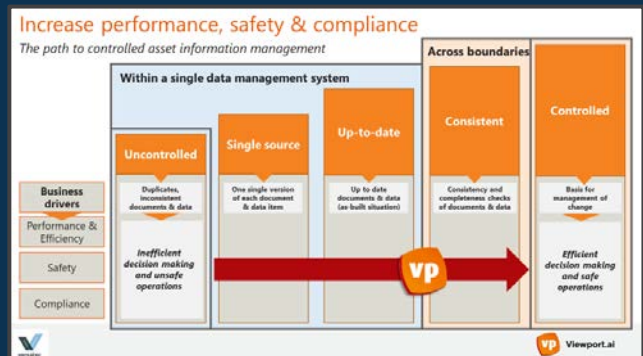 Increase performance, safety & compliance
The path to controlled asset information management
Within a single data management system
Across boundaries
Uncontrolled
Single source
Up-to-date
Consistent
Controlled
Business
drivers
Performance &
Efficiency
Safety
Compliance
Duplicates,
inconsistent
documents & data
Inefficient
decision making
and unsafe
operations
One single version
of each document
& data item
Up to date
documents & data
(as-built situation)
Consistency and
completeness checks
of documents & data
Basis for
management of
change
Efficient
decision making
and safe
operations
vp
vp
Viewport.ai